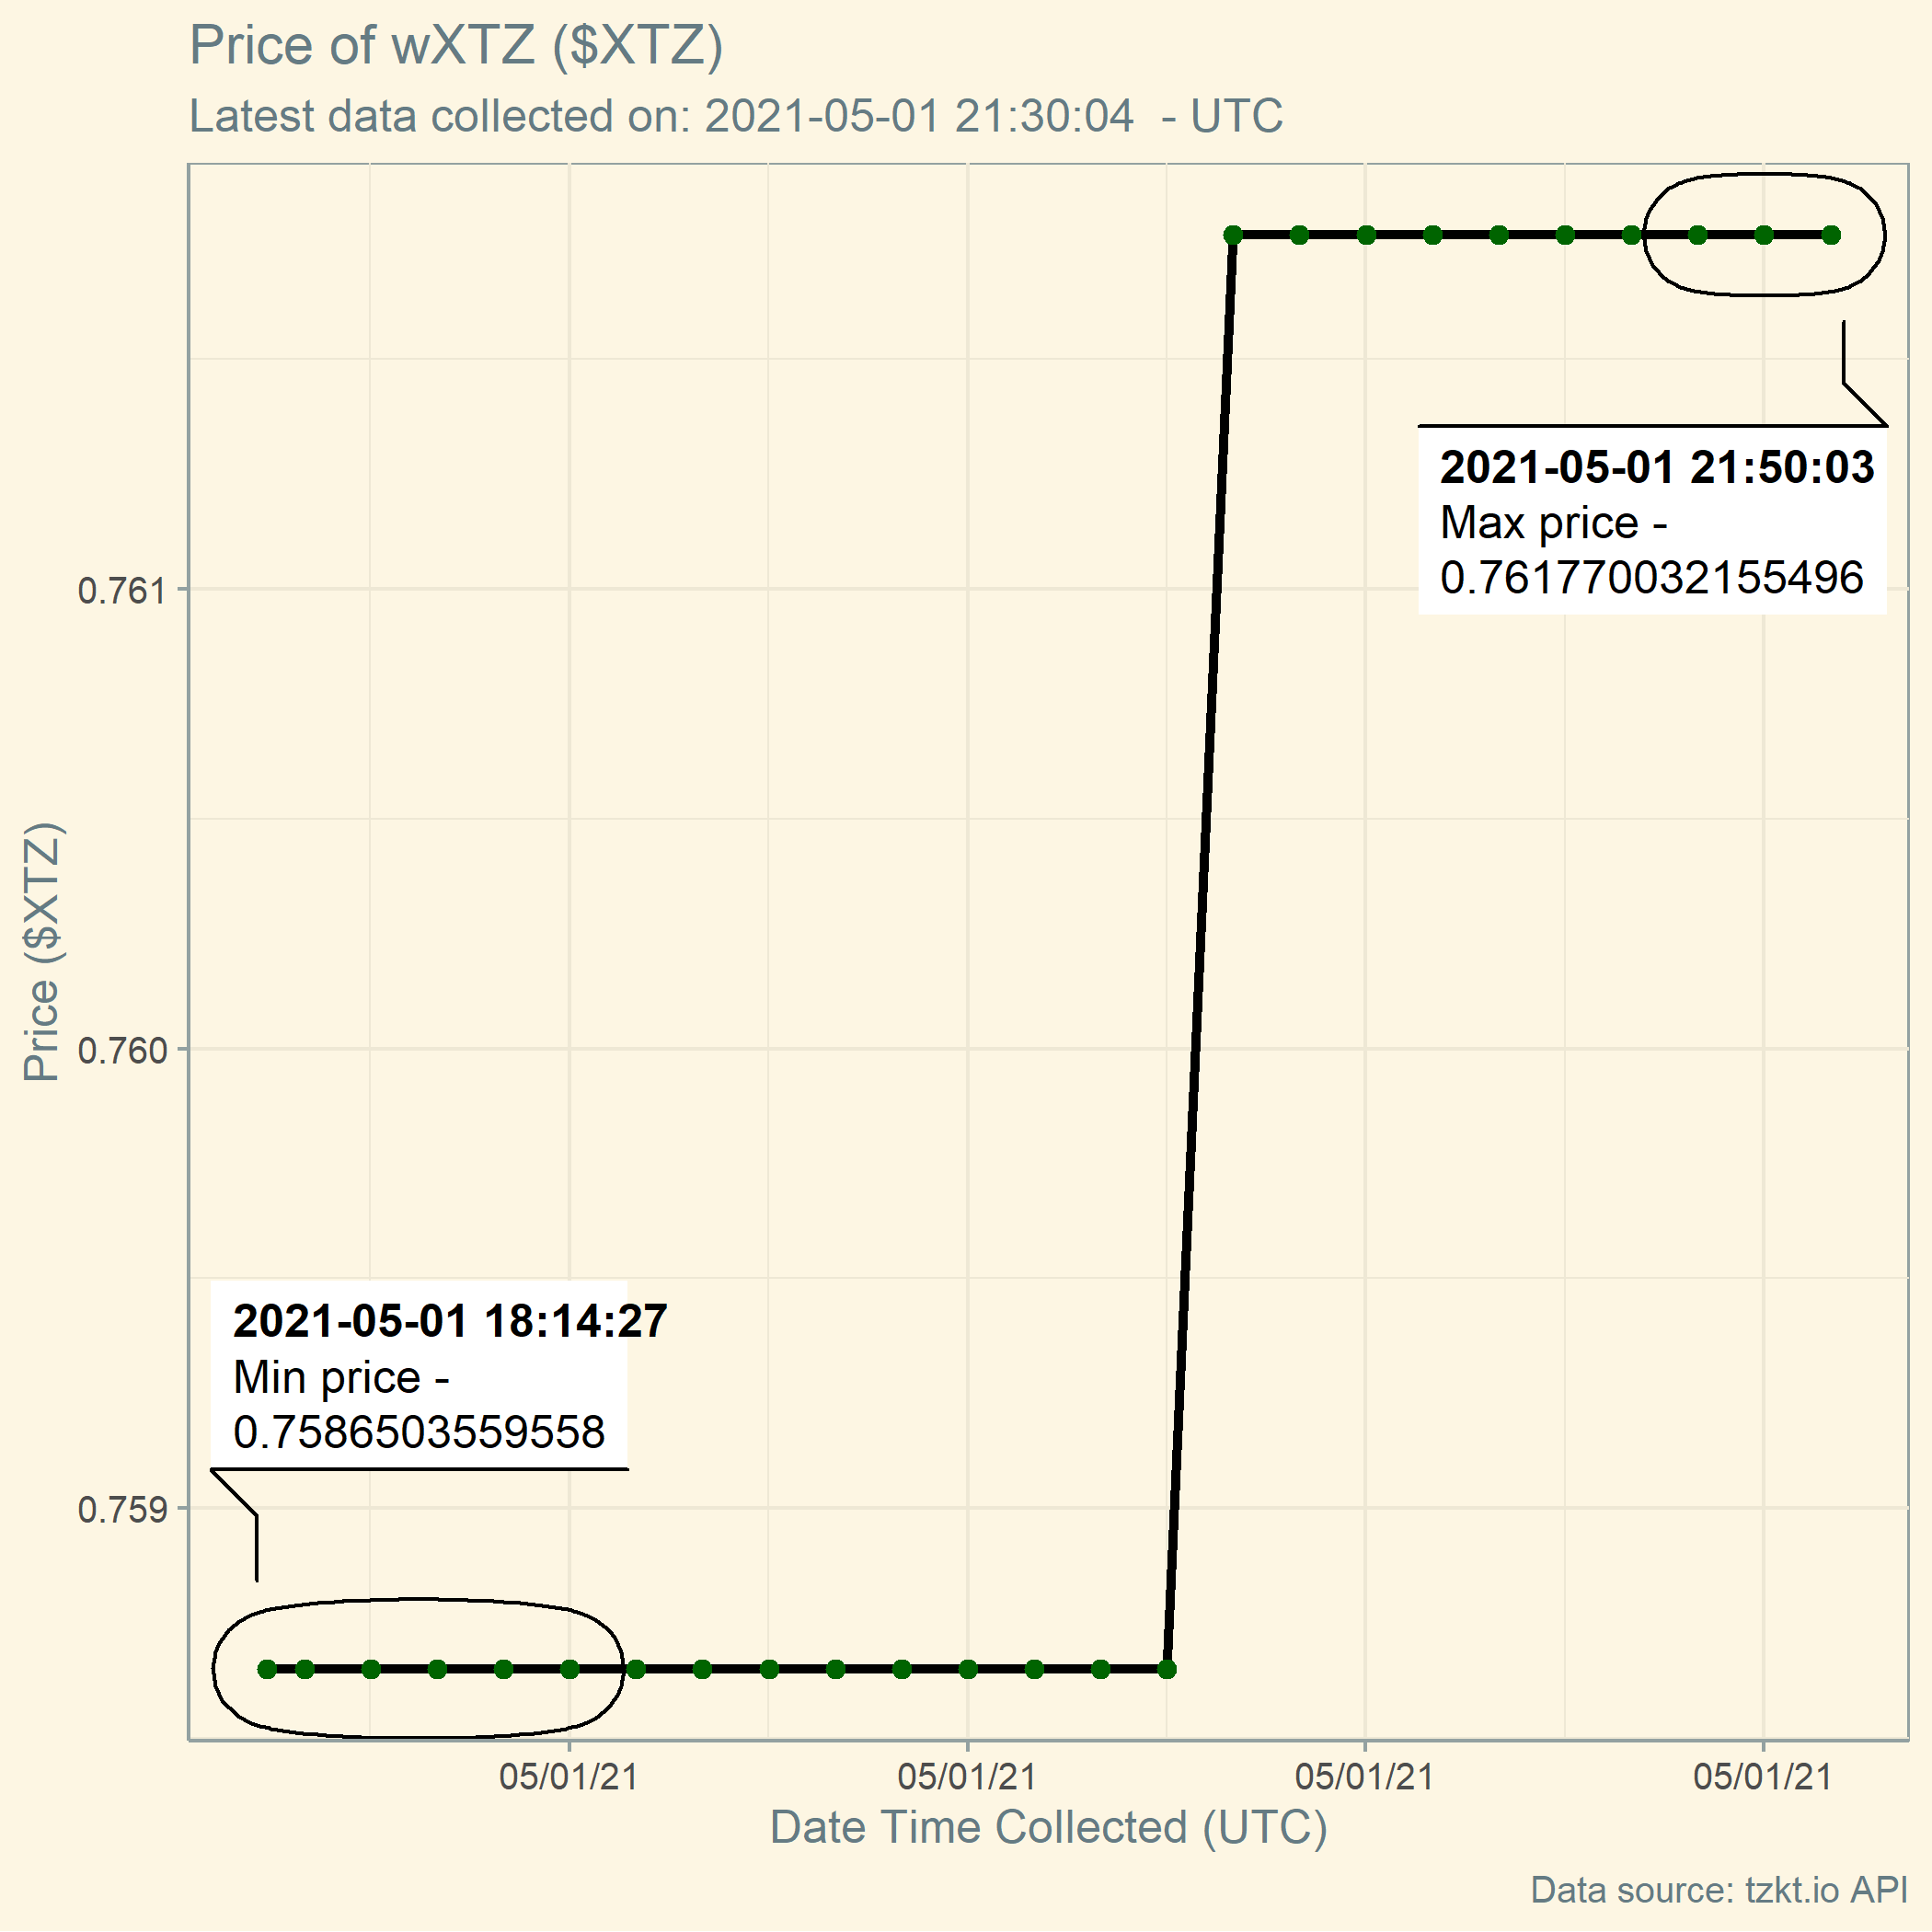 Price of wXTZ ($XTZ)
Latest data collected on: 2021-05-01 21:30:04  - UTC
2021-05-01 21:50:03
Max price -
0.761770032155496
0.761
Price ($XTZ)
0.760
2021-05-01 18:14:27
Min price -
0.7586503559558
0.759
05/01/21
05/01/21
05/01/21
05/01/21
Date Time Collected (UTC)
Data source: tzkt.io API